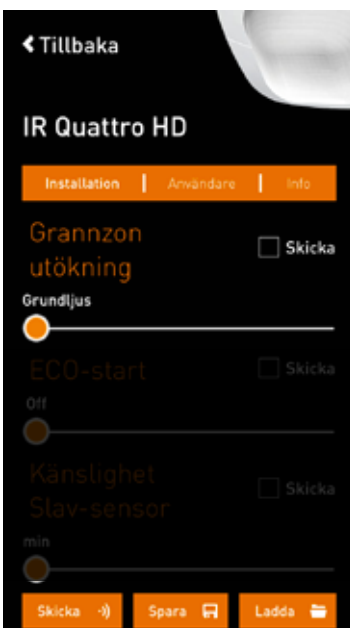 Tillbaka
IR Quattro HD
Installation | Användare | Info
Grannzon
utökning
Skicka
Grundljus
ECO-start
Skicka
Off
Känslighet
Slav-sensor
Skicka
min
Skicka
Spara
Ladda